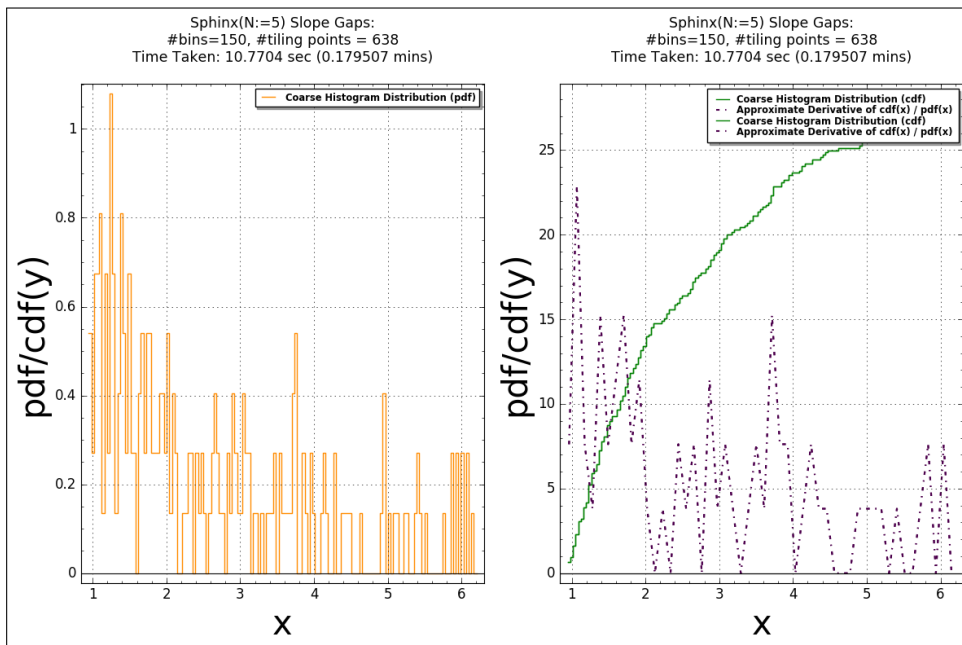 Sphinx(N:=5) Slope Gaps:
#bins=150, #tiling points = 638
Time Taken: 10.7704 sec (0.179507 mins)
Coarse Histogram Distribution (pdf)
1
0.8
0.6
0.4
0.2
0
pdf/cdf(y)
1 2 3 4 5 6
x
Sphinx(N:=5) Slope Gaps:
#bins=150, #tiling points = 638
Time Taken: 10.7704 sec (0.179507 mins)
Coarse Histogram Distribution (cdf)
Approximate Derivative of cdf(x) / pdf(x)
Coarse Histogram Distribution (cdf)
Approximate Derivative of cdf(x) / pdf(x)
25
20
15
10
5
0
pdf/cdf(y)
1 2 3 4 5 6
x